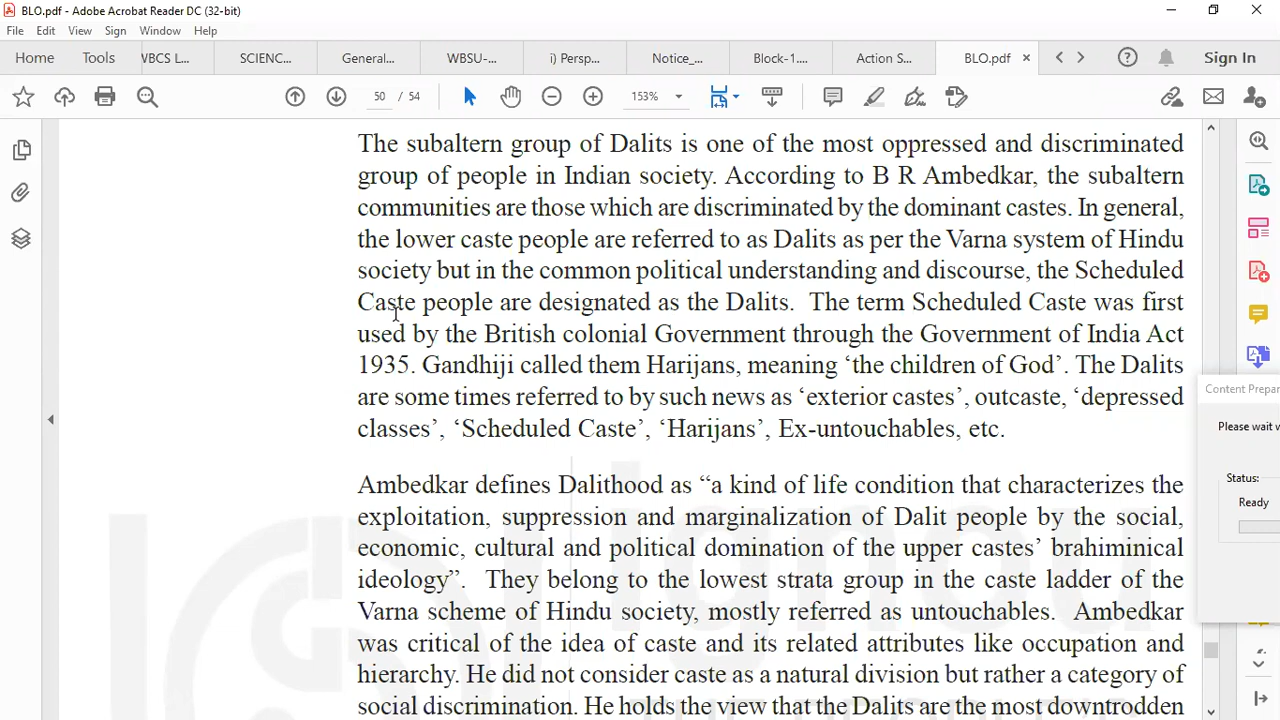 BLO.pdf - Adobe Acrobat Reader DC (32-bit)
File Edit View Sign Window Help
Home Tools WBCS L... SCIENC... General... WBSU-... i) Persp... Notice_... Block-1.... Action S... BLO.pdf × Sign In
50 / 54 153%
The subaltern group of Dalits is one of the most oppressed and discriminated
group of people in Indian society. According to B R Ambedkar, the subaltern
communities are those which are discriminated by the dominant castes. In general,
the lower caste people are referred to as Dalits as per the Varna system of Hindu
society but in the common political understanding and discourse, the Scheduled
Caste people are designated as the Dalits. The term Scheduled Caste was first
used by the British colonial Government through the Government of India Act
1935. Gandhiji called them Harijans, meaning ‘the children of God’. The Dalits
are some times referred to by such news as ‘exterior castes’, outcaste, ‘depressed
classes’, ‘Scheduled Caste’, ‘Harijans’, Ex-untouchables, etc.
Ambedkar defines Dalithood as “a kind of life condition that characterizes the
exploitation, suppression and marginalization of Dalit people by the social,
economic, cultural and political domination of the upper castes’ brahiminical
ideology”. They belong to the lowest strata group in the caste ladder of the
Varna scheme of Hindu society, mostly referred as untouchables. Ambedkar
was critical of the idea of caste and its related attributes like occupation and
hierarchy. He did not consider caste as a natural division but rather a category of
social discrimination. He holds the view that the Dalits are the most downtrodden
Content Prepar
Please wait w
Status:
Ready
ignou